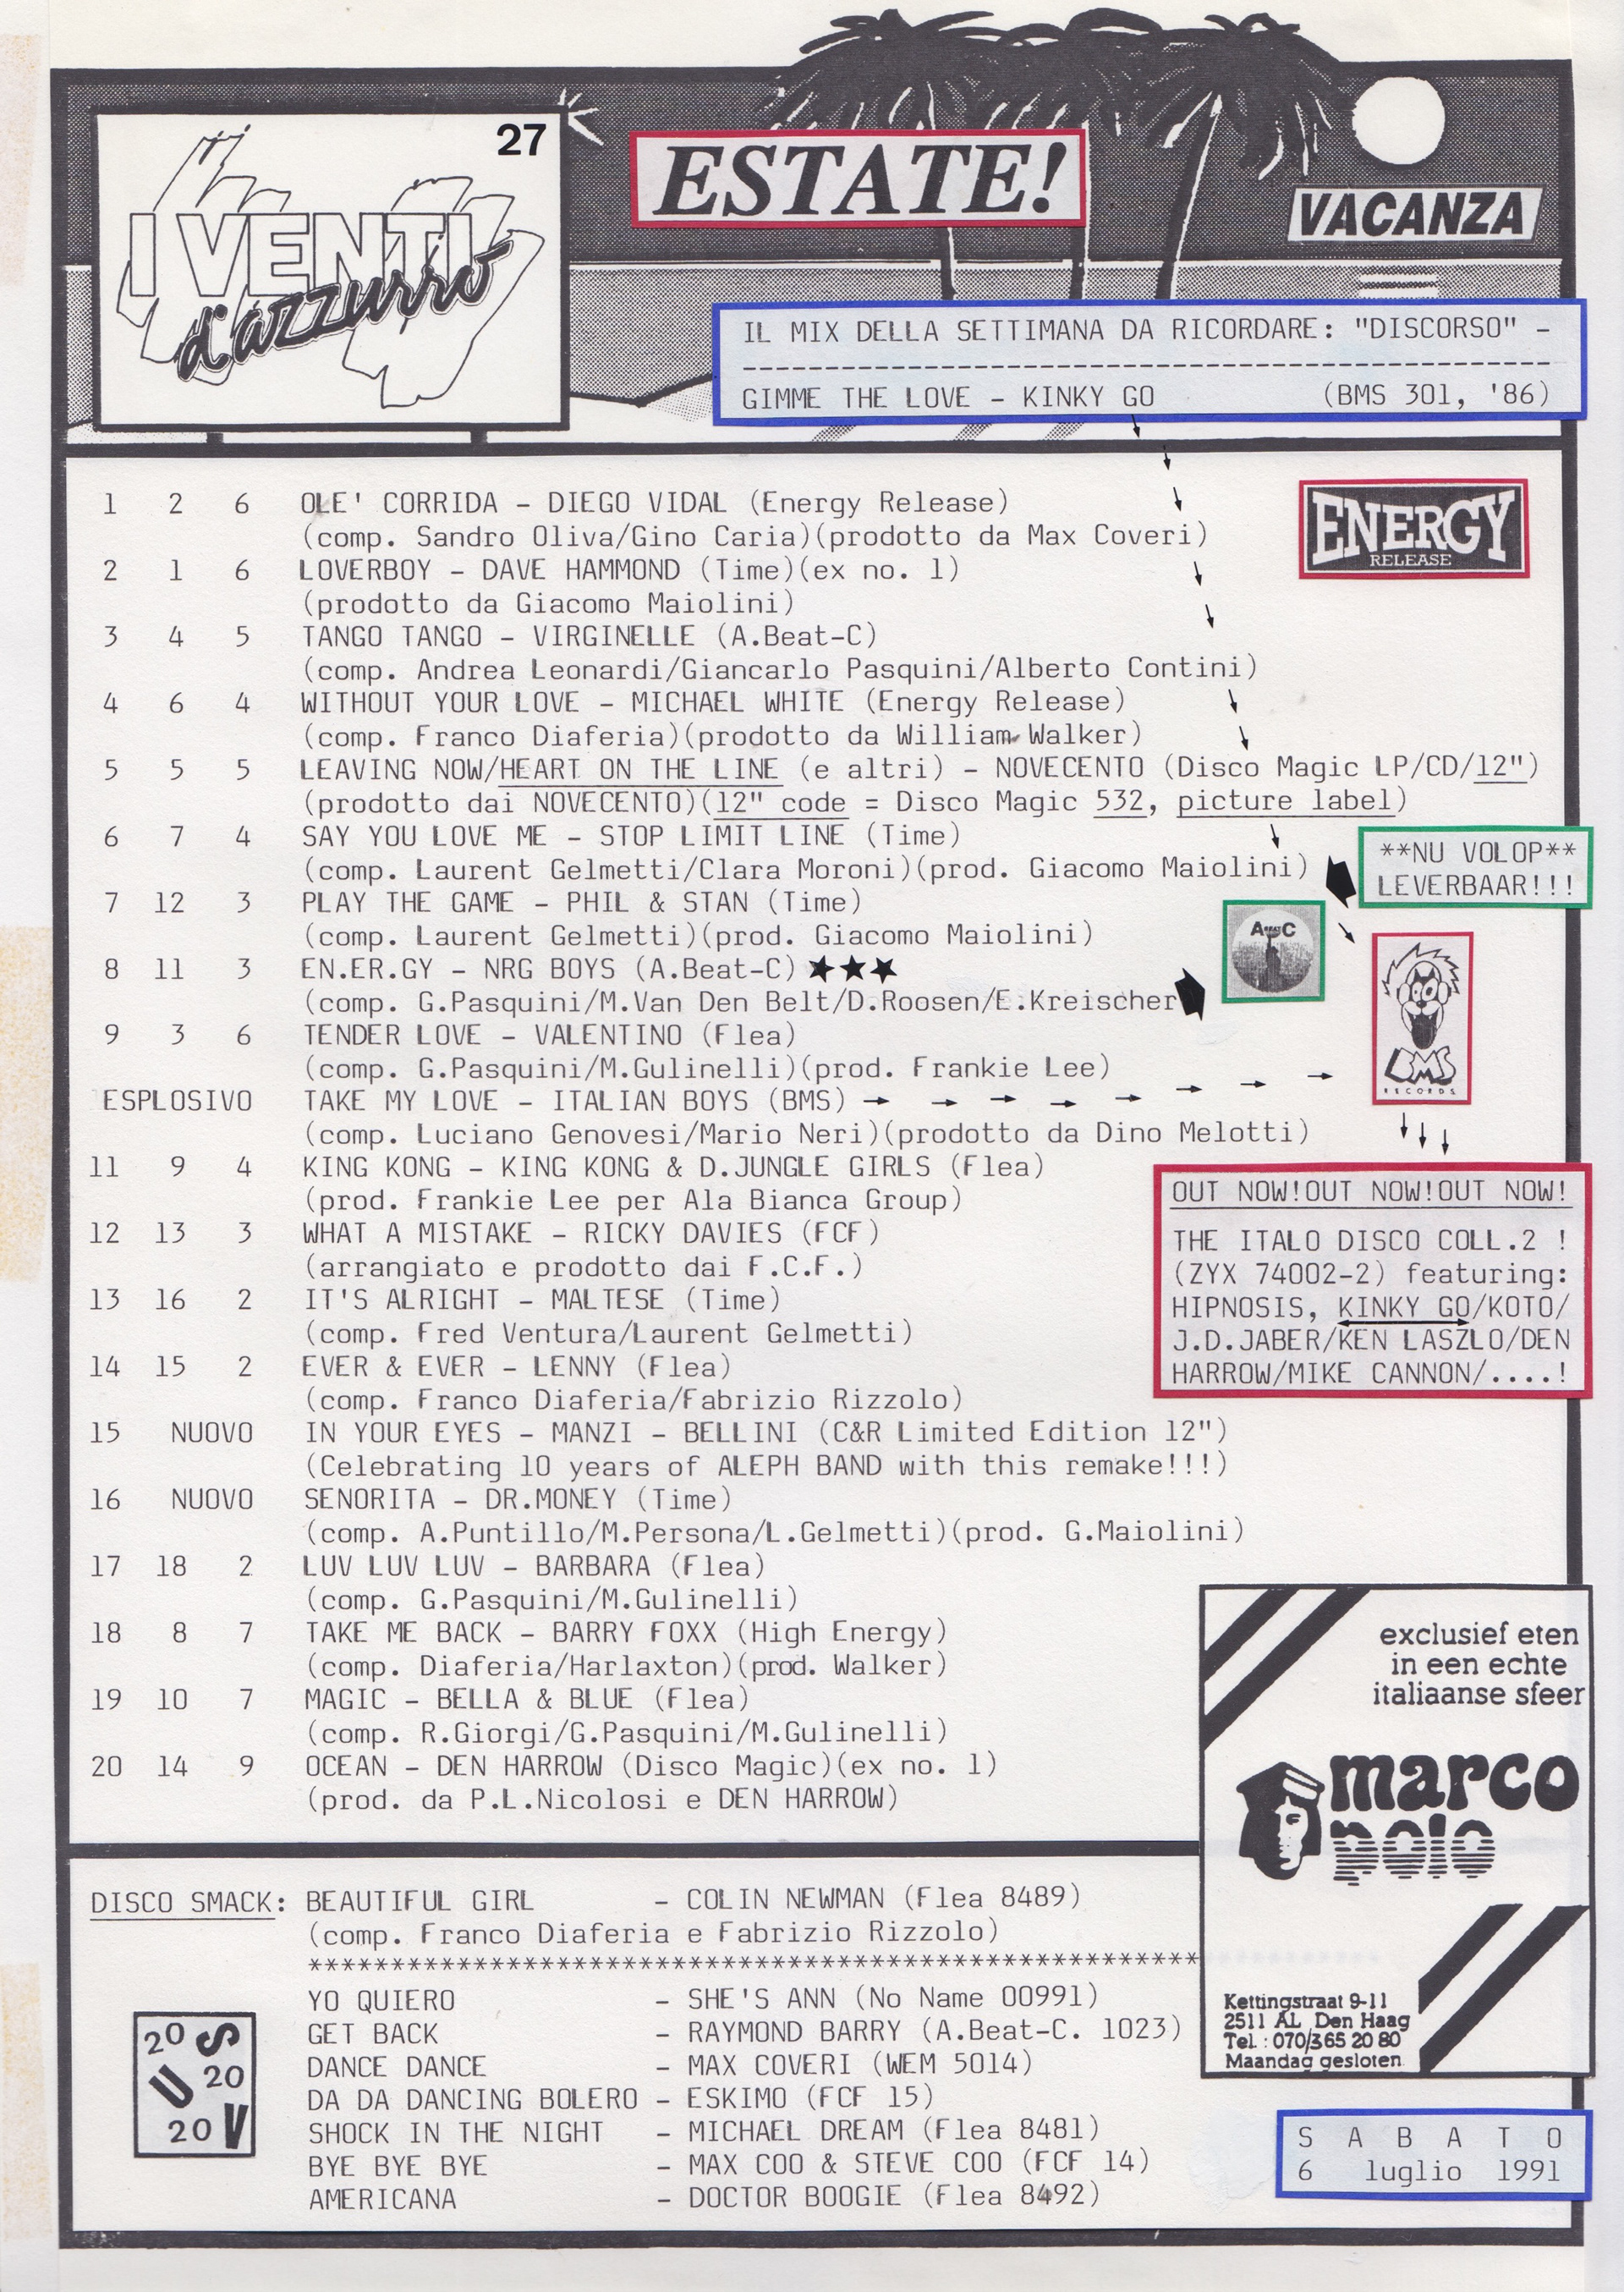 27
I VENTI
d'azzurro
ESTATE!
VACANZA
IL MIX DELLA SETTIMANA DA RICORDARE: "DISCORSO" -
GIMME THE LOVE - KINKY GO (BMS 301, '86)
ENERGY
RELEASE
1 2 6 OLE' CORRIDA - DIEGO VIDAL (Energy Release)
(comp. Sandro Oliva/Gino Caria)(prodotto da Max Coveri)
2 1 6 LOVERBOY - DAVE HAMMOND (Time)(ex no. 1)
(prodotto da Giacomo Maiolini)
3 4 5 TANGO TANGO - VIRGINELLE (A.Beat-C)
(comp. Andrea Leonardi/Giancarlo Pasquini/Alberto Contini)
4 6 4 WITHOUT YOUR LOVE - MICHAEL WHITE (Energy Release)
(comp. Franco Diaferia)(prodotto da William Walker)
5 5 5 LEAVING NOW/HEART ON THE LINE (e altri) - NOVECENTO (Disco Magic LP/CD/12")
(prodotto dai NOVECENTO)(12" code = Disco Magic 532, picture label)
6 7 4 SAY YOU LOVE ME - STOP LIMIT LINE (Time)
(comp. Laurent Gelmetti/Clara Moroni)(prod. Giacomo Maiolini)
**NU VOLOP**
LEVERBAAR!!!
7 12 3 PLAY THE GAME - PHIL & STAN (Time)
(comp. Laurent Gelmetti)(prod. Giacomo Maiolini)
A BEAT C
8 11 3 EN.ER.GY - NRG BOYS (A.Beat-C) ★★★
(comp. G.Pasquini/M.Van Den Belt/D.Roosen/E.Kreischer
9 3 6 TENDER LOVE - VALENTINO (Flea)
(comp. G.Pasquini/M.Gulinelli)(prod. Frankie Lee)
BMS
RECORDS
ESPLOSIVO TAKE MY LOVE - ITALIAN BOYS (BMS)
(comp. Luciano Genovesi/Mario Neri)(prodotto da Dino Melotti)
11 9 4 KING KONG - KING KONG & D.JUNGLE GIRLS (Flea)
(prod. Frankie Lee per Ala Bianca Group)
12 13 3 WHAT A MISTAKE - RICKY DAVIES (FCF)
(arrangiato e prodotto dai F.C.F.)
13 16 2 IT'S ALRIGHT - MALTESE (Time)
(comp. Fred Ventura/Laurent Gelmetti)
14 15 2 EVER & EVER - LENNY (Flea)
(comp. Franco Diaferia/Fabrizio Rizzolo)
OUT NOW!OUT NOW!OUT NOW!
THE ITALO DISCO COLL.2 !
(ZYX 74002-2) featuring:
HIPNOSIS, KINKY GO/KOTO/
J.D.JABER/KEN LASZLO/DEN
HARROW/MIKE CANNON/....!
15 NUOVO IN YOUR EYES - MANZI - BELLINI (C&R Limited Edition 12")
(Celebrating 10 years of ALEPH BAND with this remake!!!)
16 NUOVO SENORITA - DR.MONEY (Time)
(comp. A.Puntillo/M.Persona/L.Gelmetti)(prod. G.Maiolini)
17 18 2 LUV LUV LUV - BARBARA (Flea)
(comp. G.Pasquini/M.Gulinelli)
18 8 7 TAKE ME BACK - BARRY FOXX (High Energy)
(comp. Diaferia/Harlaxton)(prod. Walker)
19 10 7 MAGIC - BELLA & BLUE (Flea)
(comp. R.Giorgi/G.Pasquini/M.Gulinelli)
20 14 9 OCEAN - DEN HARROW (Disco Magic)(ex no. 1)
(prod. da P.L.Nicolosi e DEN HARROW)
exclusief eten
in een echte
italiaanse sfeer
marco
polo
Kettingstraat 9-11
2511 AL Den Haag
Tel.: 070/365 20 80
Maandag gesloten
DISCO SMACK: BEAUTIFUL GIRL - COLIN NEWMAN (Flea 8489)
(comp. Franco Diaferia e Fabrizio Rizzolo)
******************************************************
YO QUIERO - SHE'S ANN (No Name 00991)
GET BACK - RAYMOND BARRY (A.Beat-C. 1023)
DANCE DANCE - MAX COVERI (WEM 5014)
DA DA DANCING BOLERO - ESKIMO (FCF 15)
SHOCK IN THE NIGHT - MICHAEL DREAM (Flea 8481)
BYE BYE BYE - MAX COO & STEVE COO (FCF 14)
AMERICANA - DOCTOR BOOGIE (Flea 8492)
20 S
U 20
20 V
S A B A T O
6 luglio 1991